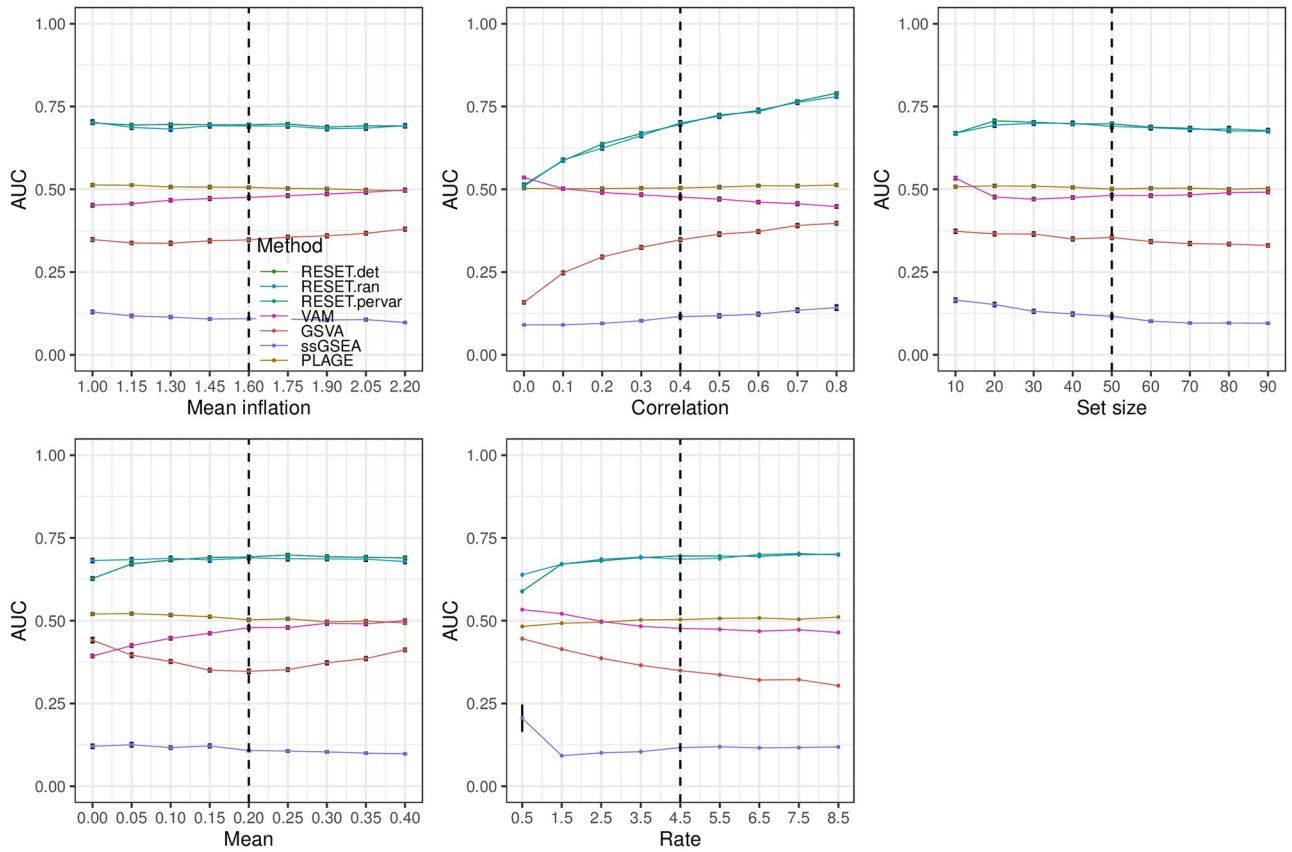 1.00
0.75
0.50
0.25
0.00
AUC
Method
RESET.det
RESET.ran
RESET.pervar
VAM
GSVA
ssGSEA
PLAGE
1.00 1.15 1.30 1.45 1.60 1.75 1.90 2.05 2.20
Mean inflation
1.00
0.75
0.50
0.25
0.00
AUC
0.0 0.1 0.2 0.3 0.4 0.5 0.6 0.7 0.8
Correlation
1.00
0.75
0.50
0.25
0.00
AUC
10 20 30 40 50 60 70 80 90
Set size
1.00
0.75
0.50
0.25
0.00
AUC
0.00 0.05 0.10 0.15 0.20 0.25 0.30 0.35 0.40
Mean
1.00
0.75
0.50
0.25
0.00
AUC
0.5 1.5 2.5 3.5 4.5 5.5 6.5 7.5 8.5
Rate